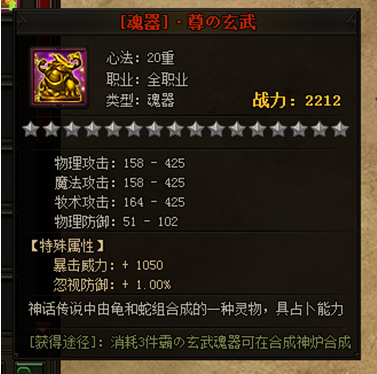 [魂器]·尊の玄武
心法: 20重
职业: 全职业
类型: 魂器
战力: 2212
物理攻击: 158 - 425
魔法攻击: 158 - 425
牧术攻击: 164 - 425
物理防御: 51 - 102
【特殊属性】
暴击威力: + 1050
忽视防御: + 1.00%
神话传说中由龟和蛇组合成的一种灵物，具占卜能力
[获得途径]: 消耗3件霸の玄武魂器可在合成神炉合成